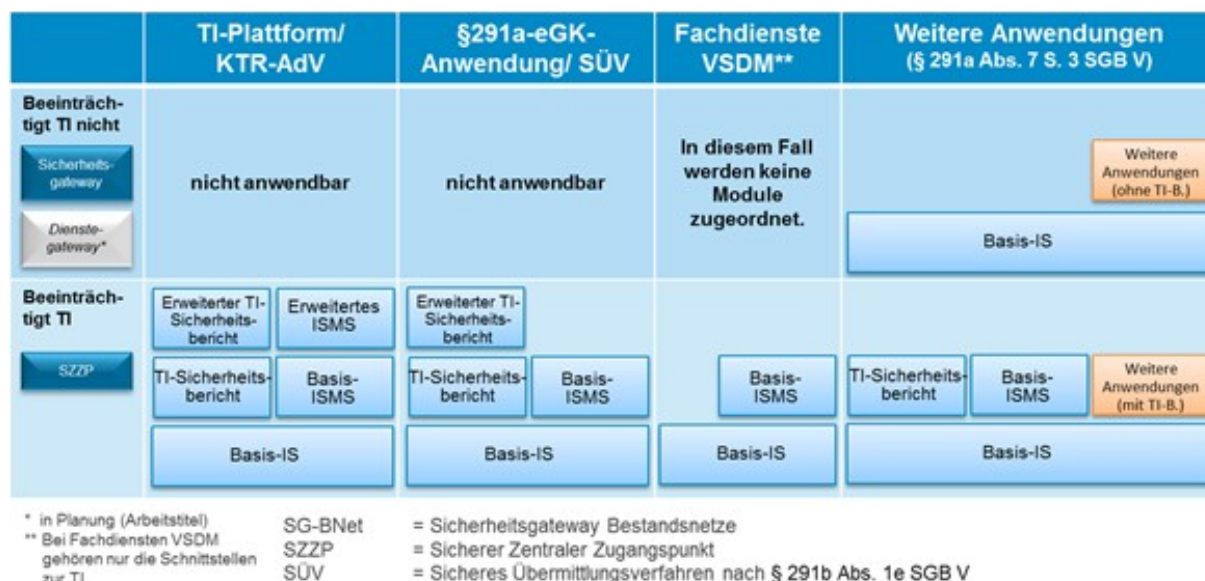 TI-Plattform/
KTR-AdV
§291a-eGK-
Anwendung/ SÜV
Fachdienste
VSDM**
Weitere Anwendungen
(§ 291a Abs. 7 S. 3 SGB V)
Beeinträch-
tigt TI nicht
Sicherheits-
gateway
Dienste-
gateway*
nicht anwendbar
nicht anwendbar
In diesem Fall
werden keine
Module
zugeordnet.
Weitere
Anwendungen
(ohne TI-B.)
Basis-IS
Beeinträch-
tigt TI
SZZP
Erweiterter TI-
Sicherheits-
bericht
Erweitertes
ISMS
TI-Sicherheits-
bericht
Basis-
ISMS
Basis-IS
Erweiterter TI-
Sicherheits-
bericht
TI-Sicherheits-
bericht
Basis-
ISMS
Basis-IS
Basis-
ISMS
Basis-IS
TI-Sicherheits-
bericht
Basis-
ISMS
Weitere
Anwendungen
(mit TI-B.)
Basis-IS
* in Planung (Arbeitstitel)
** Bei Fachdiensten VSDM
gehören nur die Schnittstellen
zur TI
SG-BNet = Sicherheitsgateway Bestandsnetze
SZZP = Sicherer Zentraler Zugangspunkt
SÜV = Sicheres Übermittlungsverfahren nach § 291b Abs. 1e SGB V